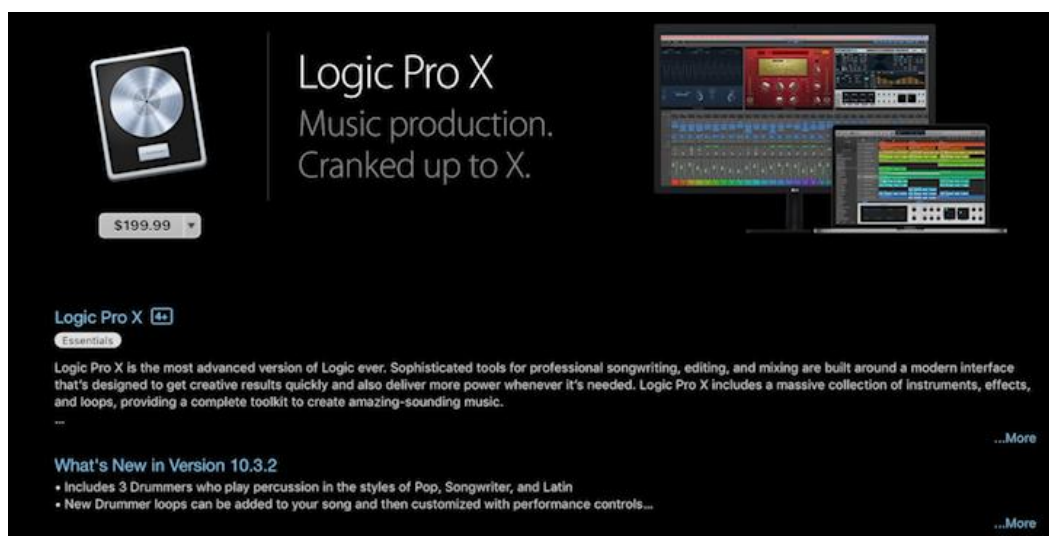 Logic Pro X
Music production.
Cranked up to X.
$199.99
Logic Pro X 4+
Essentials
Logic Pro X is the most advanced version of Logic ever. Sophisticated tools for professional songwriting, editing, and mixing are built around a modern interface
that's designed to get creative results quickly and also deliver more power whenever it's needed. Logic Pro X includes a massive collection of instruments, effects,
and loops, providing a complete toolkit to create amazing-sounding music.
...
...More
What's New in Version 10.3.2
• Includes 3 Drummers who play percussion in the styles of Pop, Songwriter, and Latin
• New Drummer loops can be added to your song and then customized with performance controls...
...More